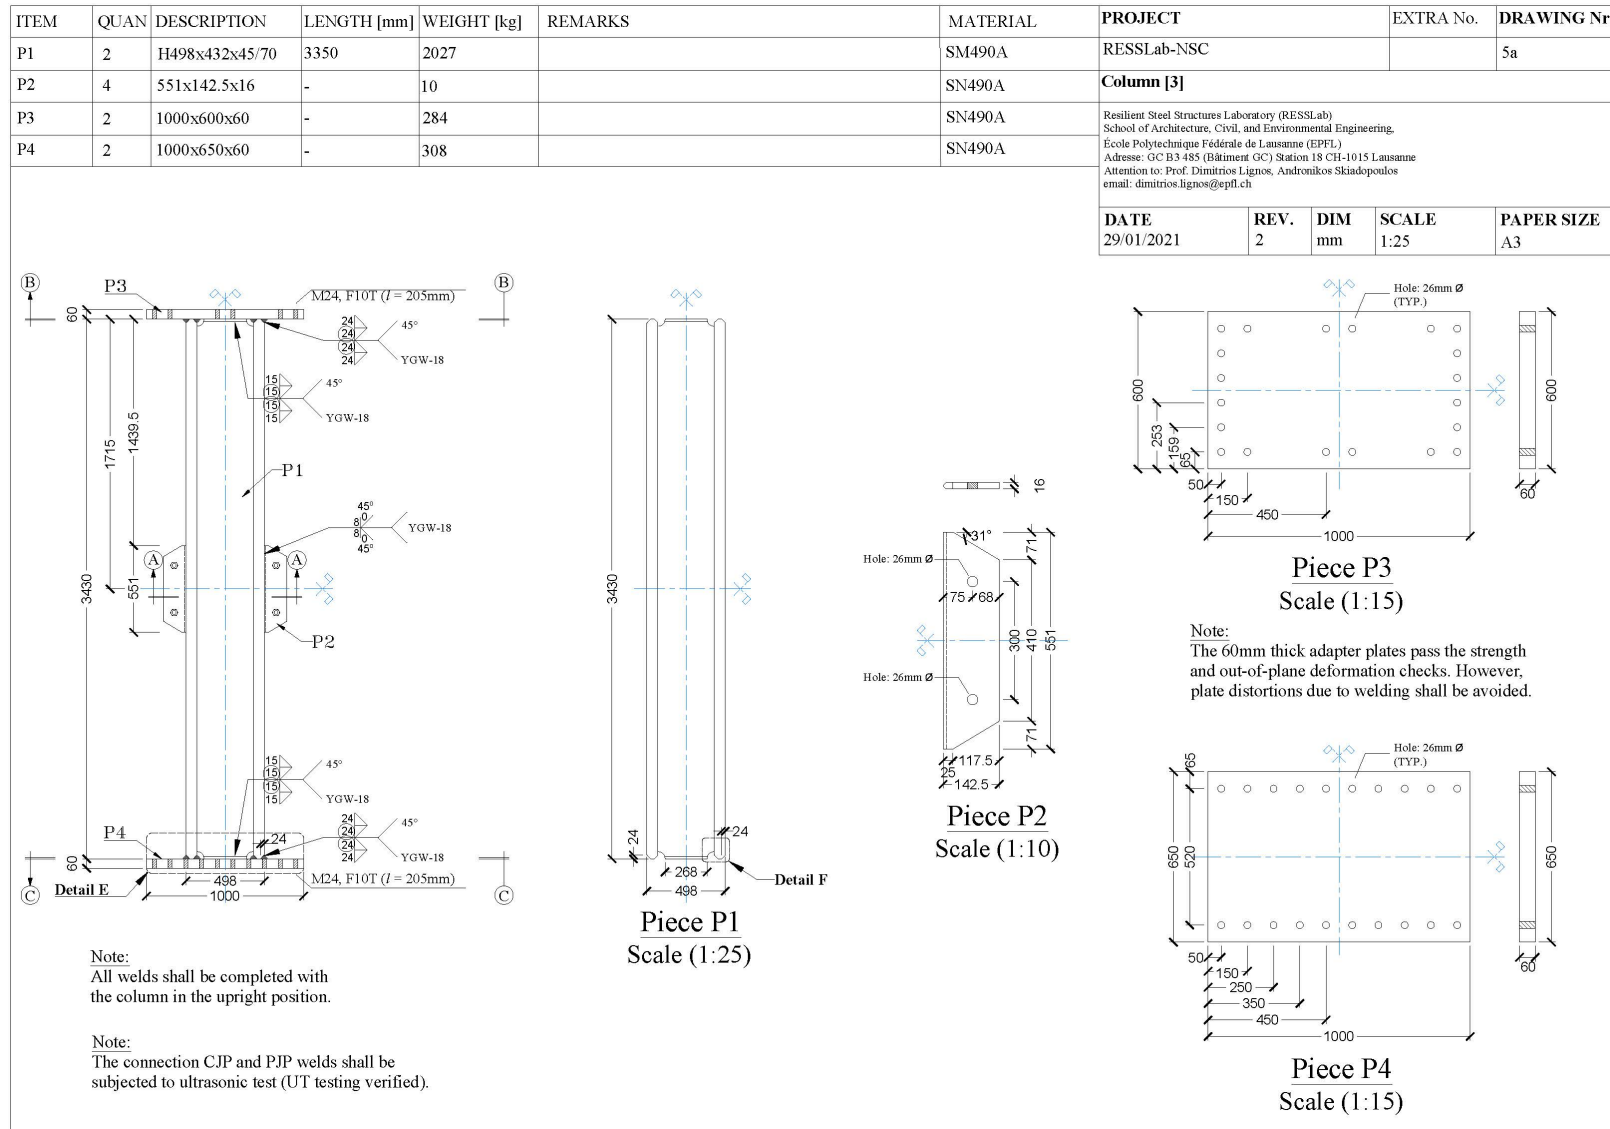 ITEM QUAN DESCRIPTION LENGTH [mm] WEIGHT [kg] REMARKS MATERIAL
P1 2 H498x432x45/70 3350 2027 SM490A
P2 4 551x142.5x16 - 10 SN490A
P3 2 1000x600x60 - 284 SN490A
P4 2 1000x650x60 - 308 SN490A
PROJECT EXTRA No. DRAWING Nr
RESSLab-NSC 5a
Column [3]
Resilient Steel Structures Laboratory (RESSLab)
School of Architecture, Civil, and Environmental Engineering,
École Polytechnique Fédérale de Lausanne (EPFL)
Adresse: GC B3 485 (Bâtiment GC) Station 18 CH-1015 Lausanne
Attention to: Prof. Dimitrios Lignos, Andronikos Skiadopoulos
email: dimitrios.lignos@epfl.ch
DATE REV. DIM SCALE PAPER SIZE
29/01/2021 2 mm 1:25 A3
B
P3
M24, F10T (l = 205mm)
B
60
24
24
24
24
45°
YGW-18
15
15
15
15
45°
YGW-18
1439.5
1715
P1
45°
8 0
8 0
45°
YGW-18
A
A
3430
551
P2
15
15
15
15
45°
YGW-18
24
24
24
24
45°
YGW-18
P4
24
60
M24, F10T (l = 205mm)
498
1000
Detail E
C
C
Note:
All welds shall be completed with
the column in the upright position.
Note:
The connection CJP and PJP welds shall be
subjected to ultrasonic test (UT testing verified).
3430
24
24
268
498
Detail F
Piece P1
Scale (1:25)
16
31°
71
Hole: 26mm Ø
75 68
300
410
551
Hole: 26mm Ø
71
117.5
25
142.5
Piece P2
Scale (1:10)
Hole: 26mm Ø
(TYP.)
600
253
159
65
600
50
150
450
1000
60
Piece P3
Scale (1:15)
Note:
The 60mm thick adapter plates pass the strength
and out-of-plane deformation checks. However,
plate distortions due to welding shall be avoided.
Hole: 26mm Ø
(TYP.)
65
650
520
650
50
150
250
350
450
1000
60
Piece P4
Scale (1:15)